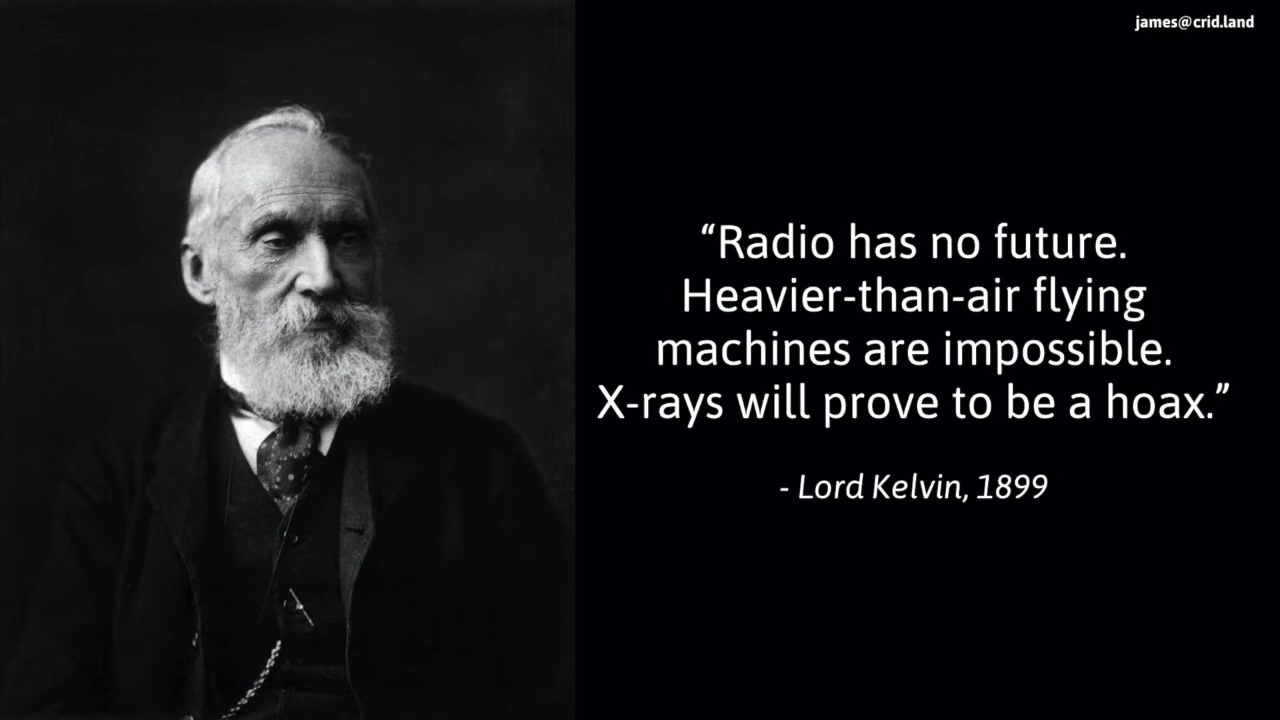 james@crid.land
“Radio has no future.
Heavier-than-air flying
machines are impossible.
X-rays will prove to be a hoax.”
- Lord Kelvin, 1899